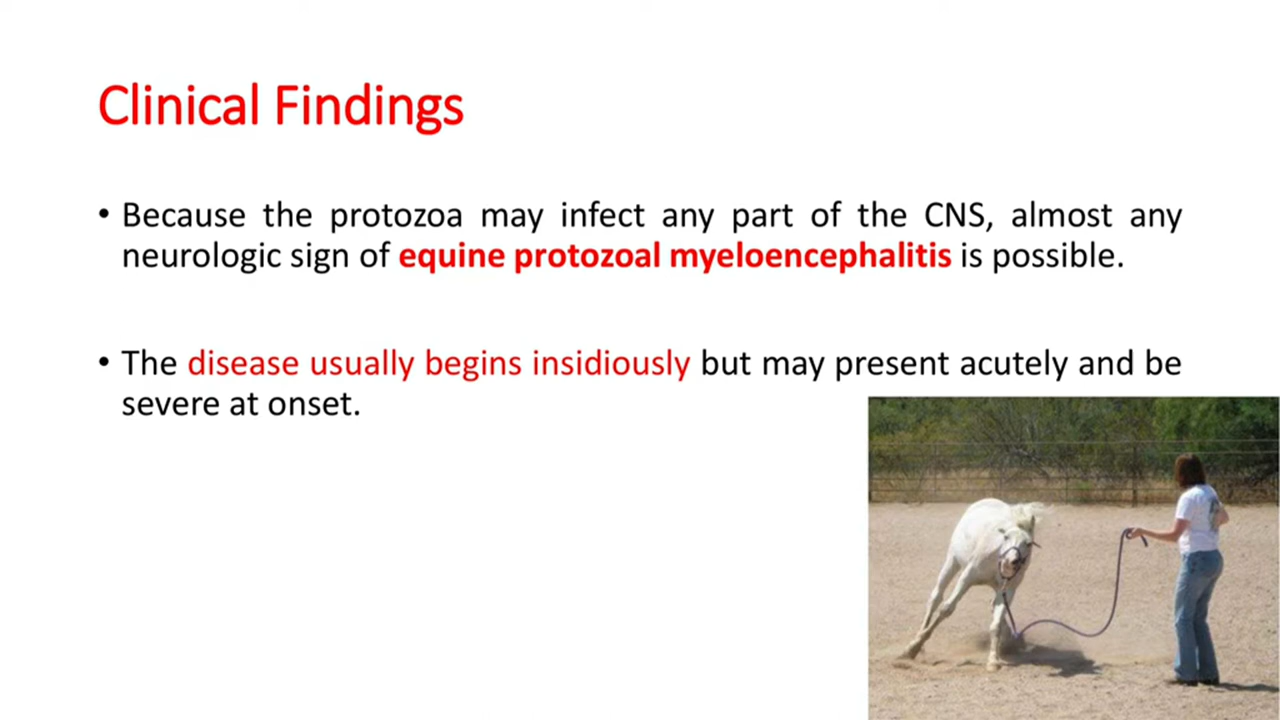 Clinical Findings
• Because the protozoa may infect any part of the CNS, almost any
neurologic sign of equine protozoal myeloencephalitis is possible.
• The disease usually begins insidiously but may present acutely and be
severe at onset.